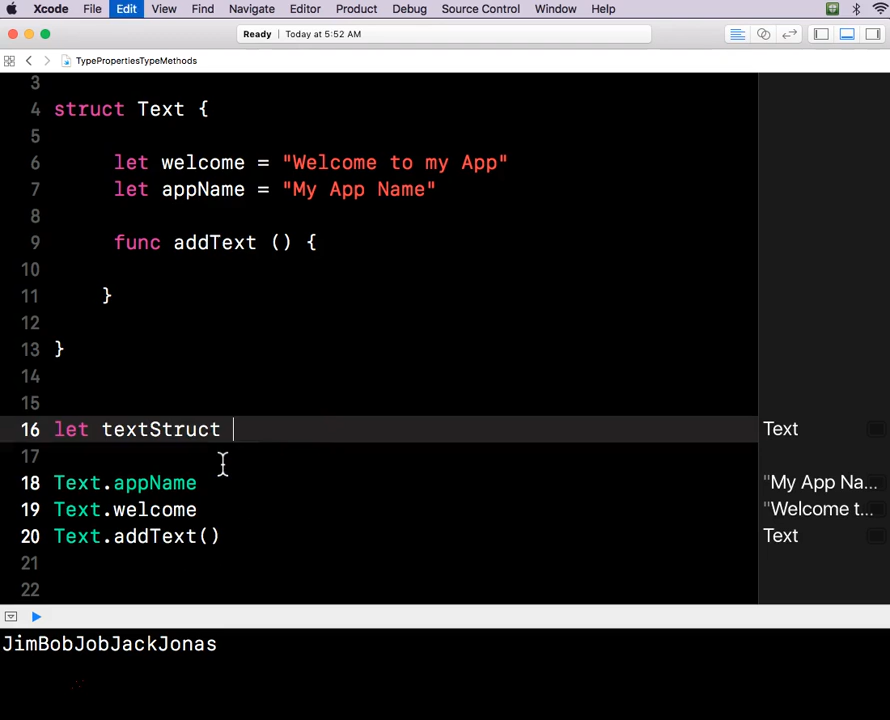 Xcode File Edit View Find Navigate Editor Product Debug Source Control Window Help
Ready Today at 5:52 AM
TypePropertiesTypeMethods
3
4 struct Text {
5
6 let welcome = "Welcome to my App"
7 let appName = "My App Name"
8
9 func addText () {
10
11 }
12
13 }
14
15
16 let textStruct Text
17
18 Text.appName "My App Na...
19 Text.welcome "Welcome t...
20 Text.addText() Text
21
22
JimBobJobJackJonas